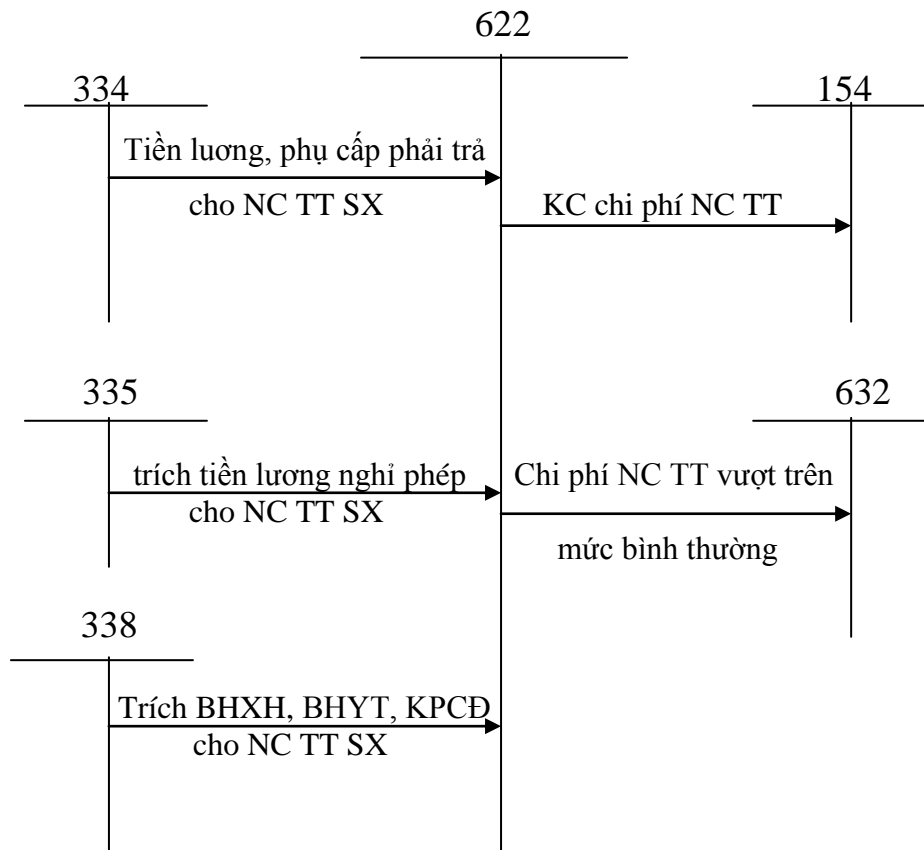 622
334
154
Tiền luơng, phụ cấp phải trả
cho NC TT SX
KC chi phí NC TT
335
632
trích tiền lương nghỉ phép
cho NC TT SX
Chi phí NC TT vượt trên
mức bình thường
338
Trích BHXH, BHYT, KPCĐ
cho NC TT SX